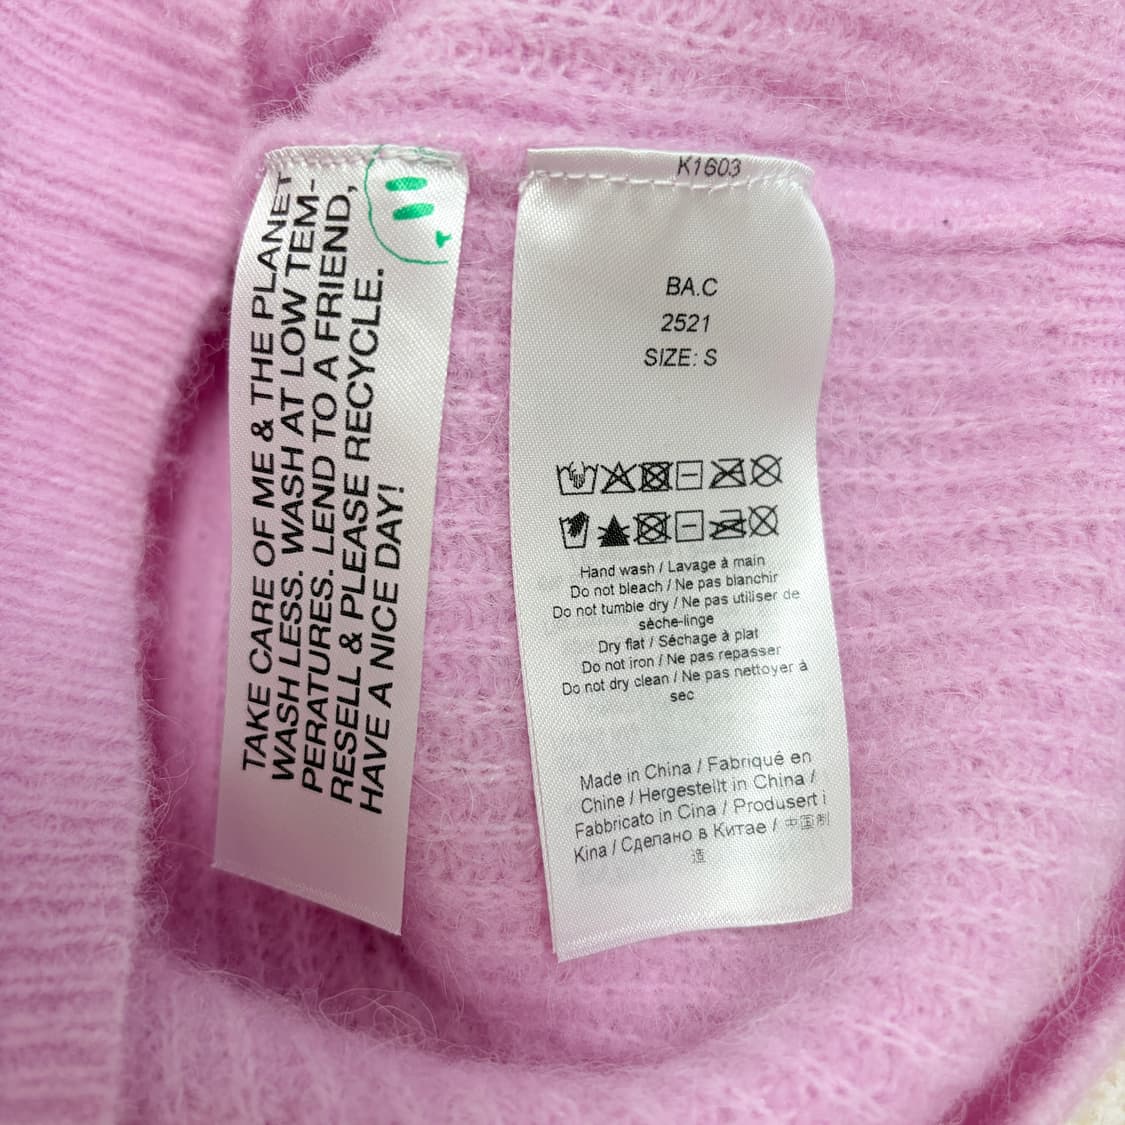 TAKE CARE OF ME & THE PLANET
WASH LESS. WASH AT LOW TEM-
PERATURES. LEND TO A FRIEND,
RESELL & PLEASE RECYCLE.
HAVE A NICE DAY!
K1603
BA.C
2521
SIZE: S
Hand wash / Lavage à main
Do not bleach / Ne pas blanchir
Do not tumble dry / Ne pas utiliser de
sèche-linge
Dry flat / Séchage à plat
Do not iron / Ne pas repasser
Do not dry clean / Ne pas nettoyer à
sec
Made in China / Fabriqué en
Chine / Hergestellt in China /
Fabbricato in Cina / Produsert i
Kina / Сделано в Китае / 中国制
造